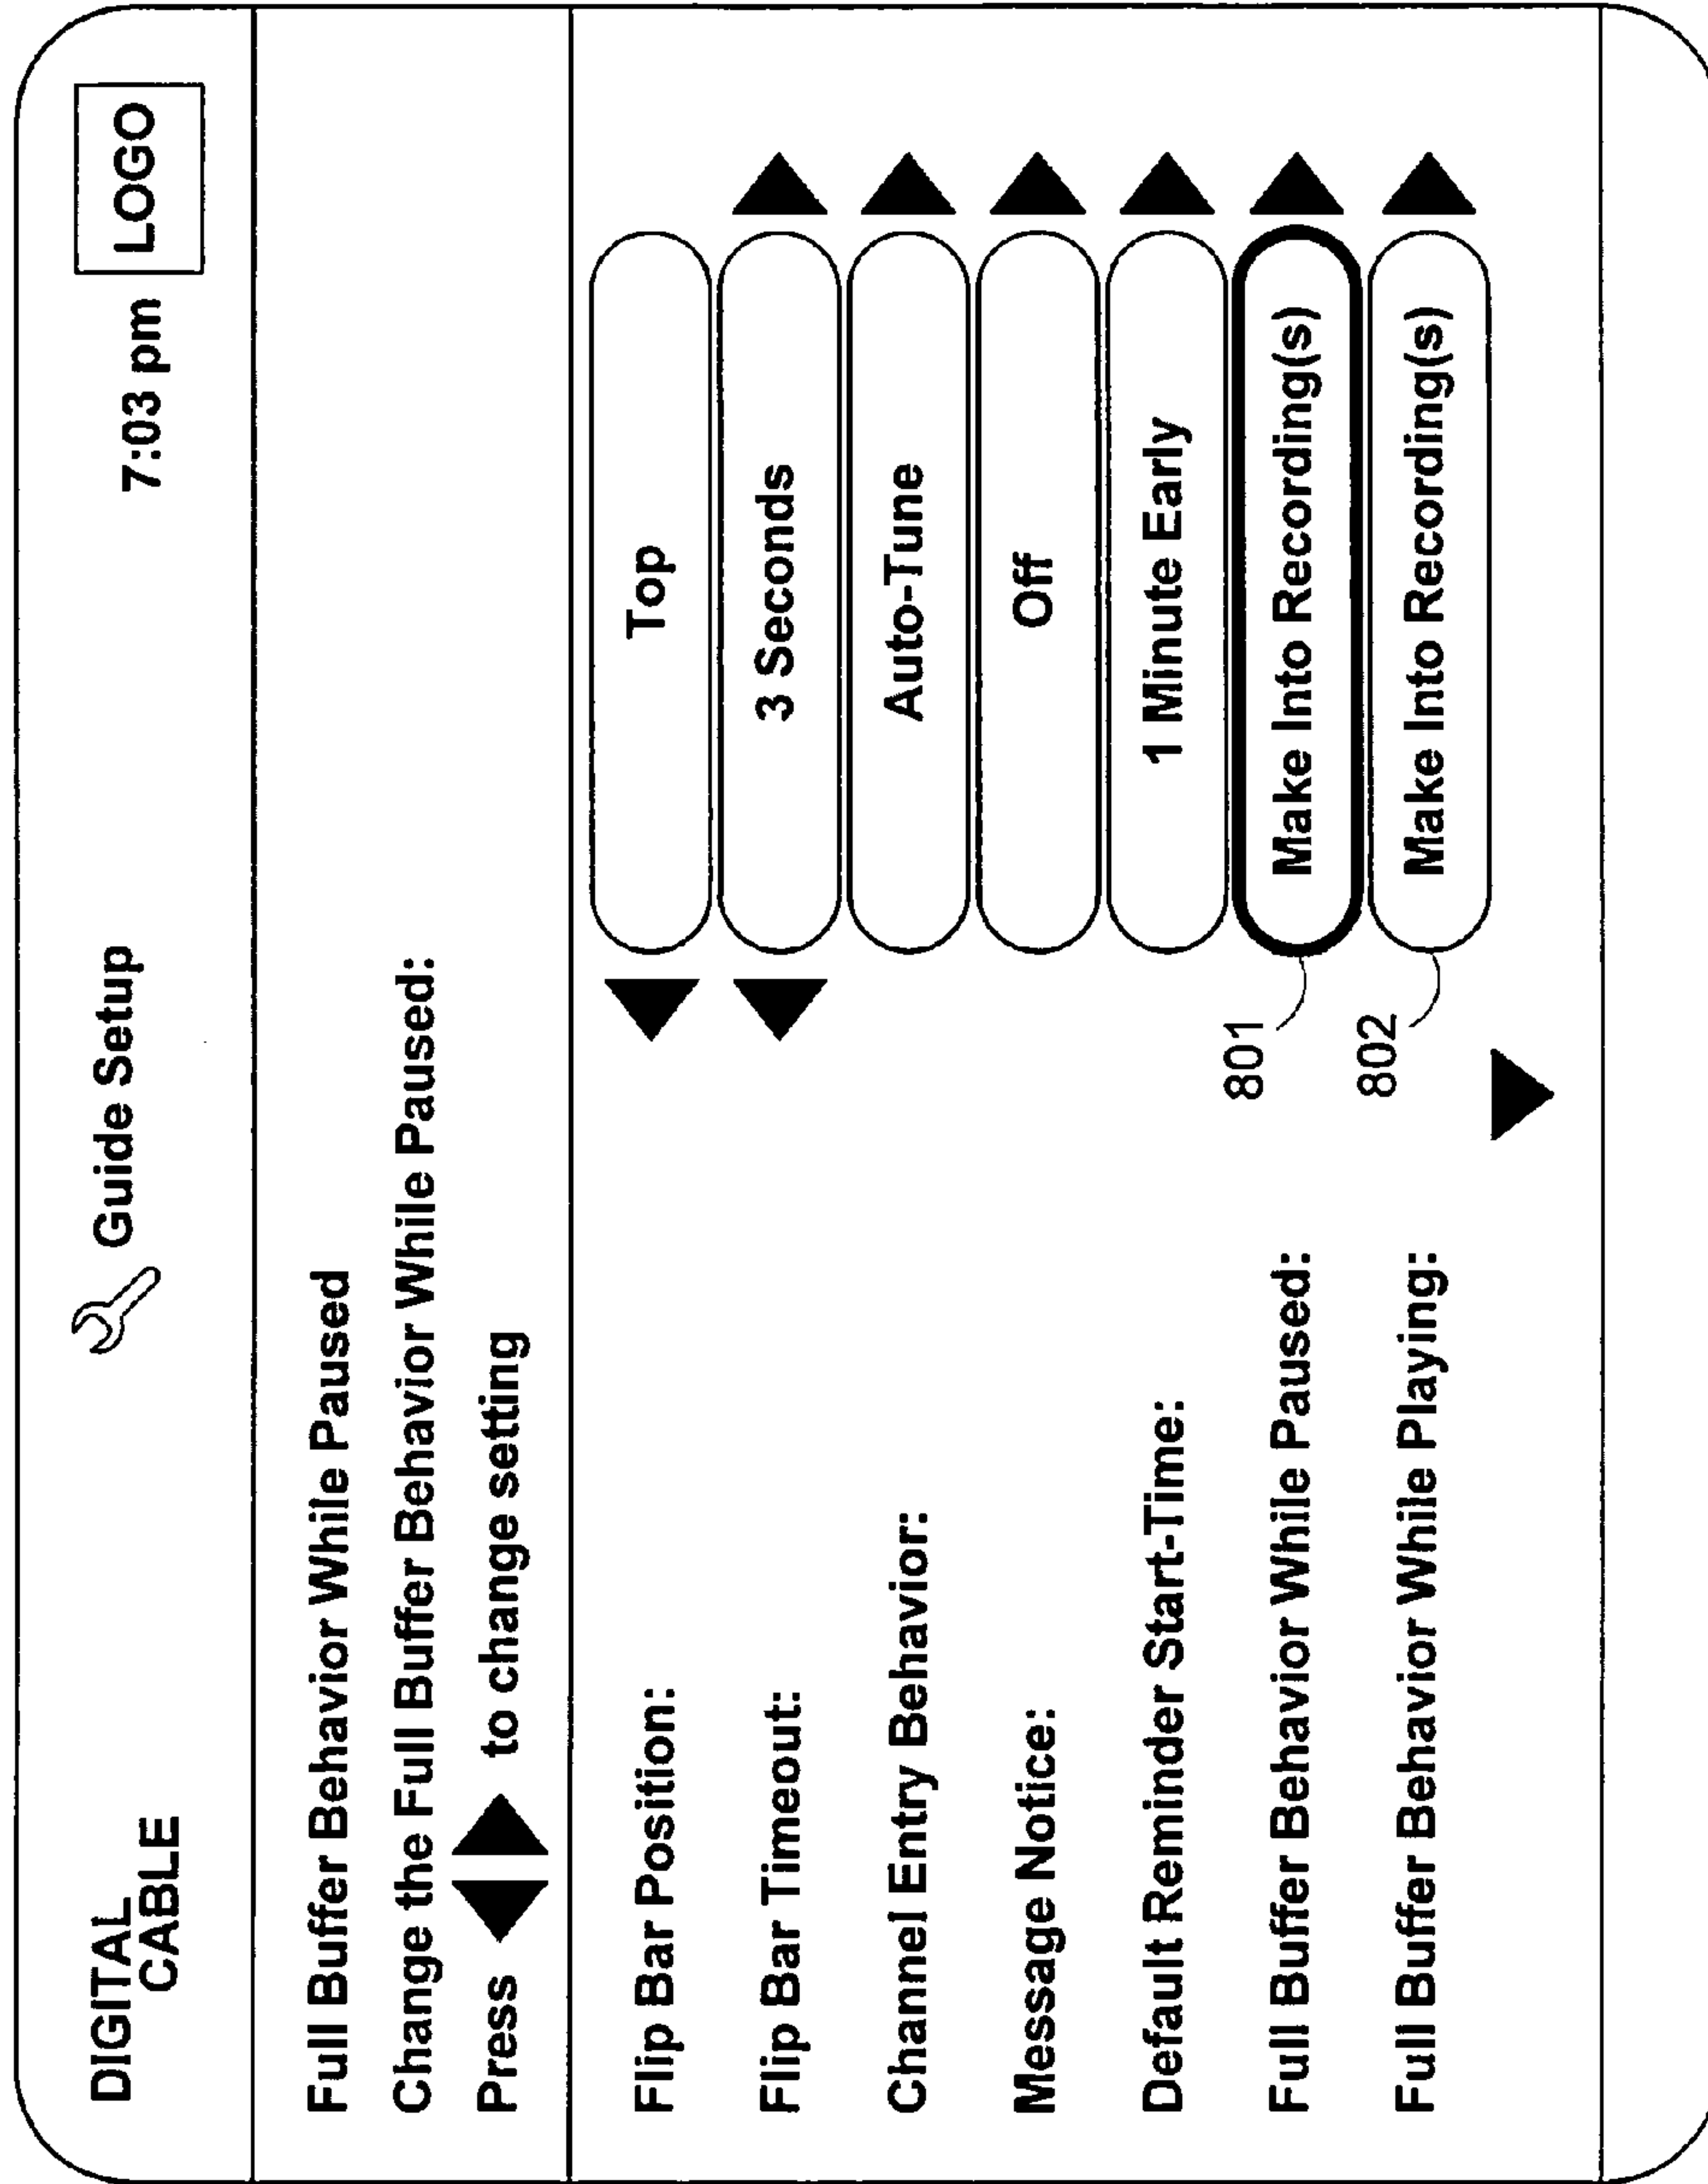 DIGITAL
CABLE
Guide Setup
7:03 pm
LOGO
Full Buffer Behavior While Paused
Change the Full Buffer Behavior While Paused:
Press ◀ ▶ to change setting
Flip Bar Position: Top
Flip Bar Timeout: 3 Seconds
Channel Entry Behavior: Auto-Tune
Message Notice: Off
Default Reminder Start-Time: 1 Minute Early
Full Buffer Behavior While Paused: 801 Make Into Recording(s)
Full Buffer Behavior While Playing: 802 Make Into Recording(s)